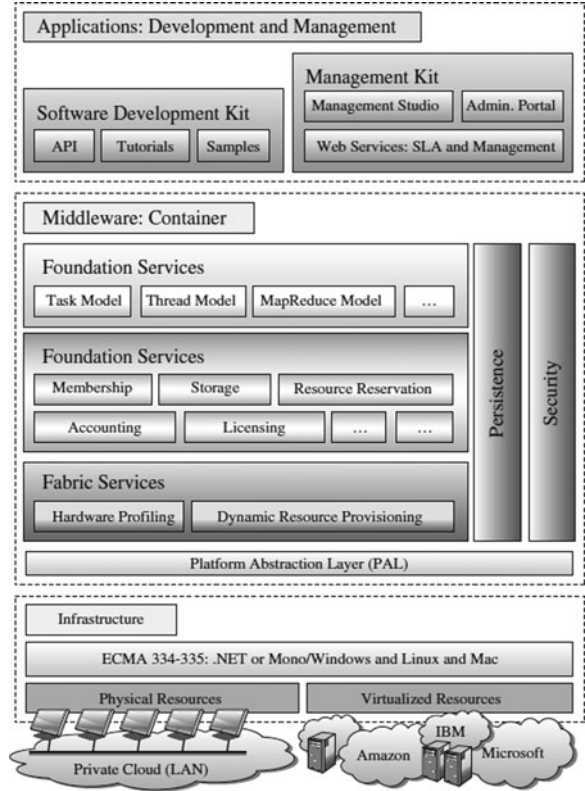 Applications: Development and Management
Management Kit
Management Studio
Admin. Portal
Web Services: SLA and Management
Software Development Kit
API
Tutorials
Samples
Middleware: Container
Foundation Services
Task Model
Thread Model
MapReduce Model
...
Foundation Services
Membership
Storage
Resource Reservation
Accounting
Licensing
...
...
Fabric Services
Hardware Profiling
Dynamic Resource Provisioning
Persistence
Security
Platform Abstraction Layer (PAL)
Infrastructure
ECMA 334-335: .NET or Mono/Windows and Linux and Mac
Physical Resources
Virtualized Resources
Private Cloud (LAN)
Amazon
IBM
Microsoft